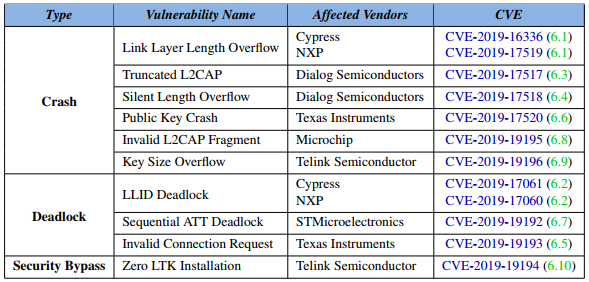 Type Vulnerability Name Affected Vendors CVE
Crash
Link Layer Length Overflow
Cypress CVE-2019-16336 (6.1)
NXP CVE-2019-17519 (6.1)
Truncated L2CAP Dialog Semiconductors CVE-2019-17517 (6.3)
Silent Length Overflow Dialog Semiconductors CVE-2019-17518 (6.4)
Public Key Crash Texas Instruments CVE-2019-17520 (6.6)
Invalid L2CAP Fragment Microchip CVE-2019-19195 (6.8)
Key Size Overflow Telink Semiconductor CVE-2019-19196 (6.9)
Deadlock
LLID Deadlock
Cypress CVE-2019-17061 (6.2)
NXP CVE-2019-17060 (6.2)
Sequential ATT Deadlock STMicroelectronics CVE-2019-19192 (6.7)
Invalid Connection Request Texas Instruments CVE-2019-19193 (6.5)
Security Bypass Zero LTK Installation Telink Semiconductor CVE-2019-19194 (6.10)